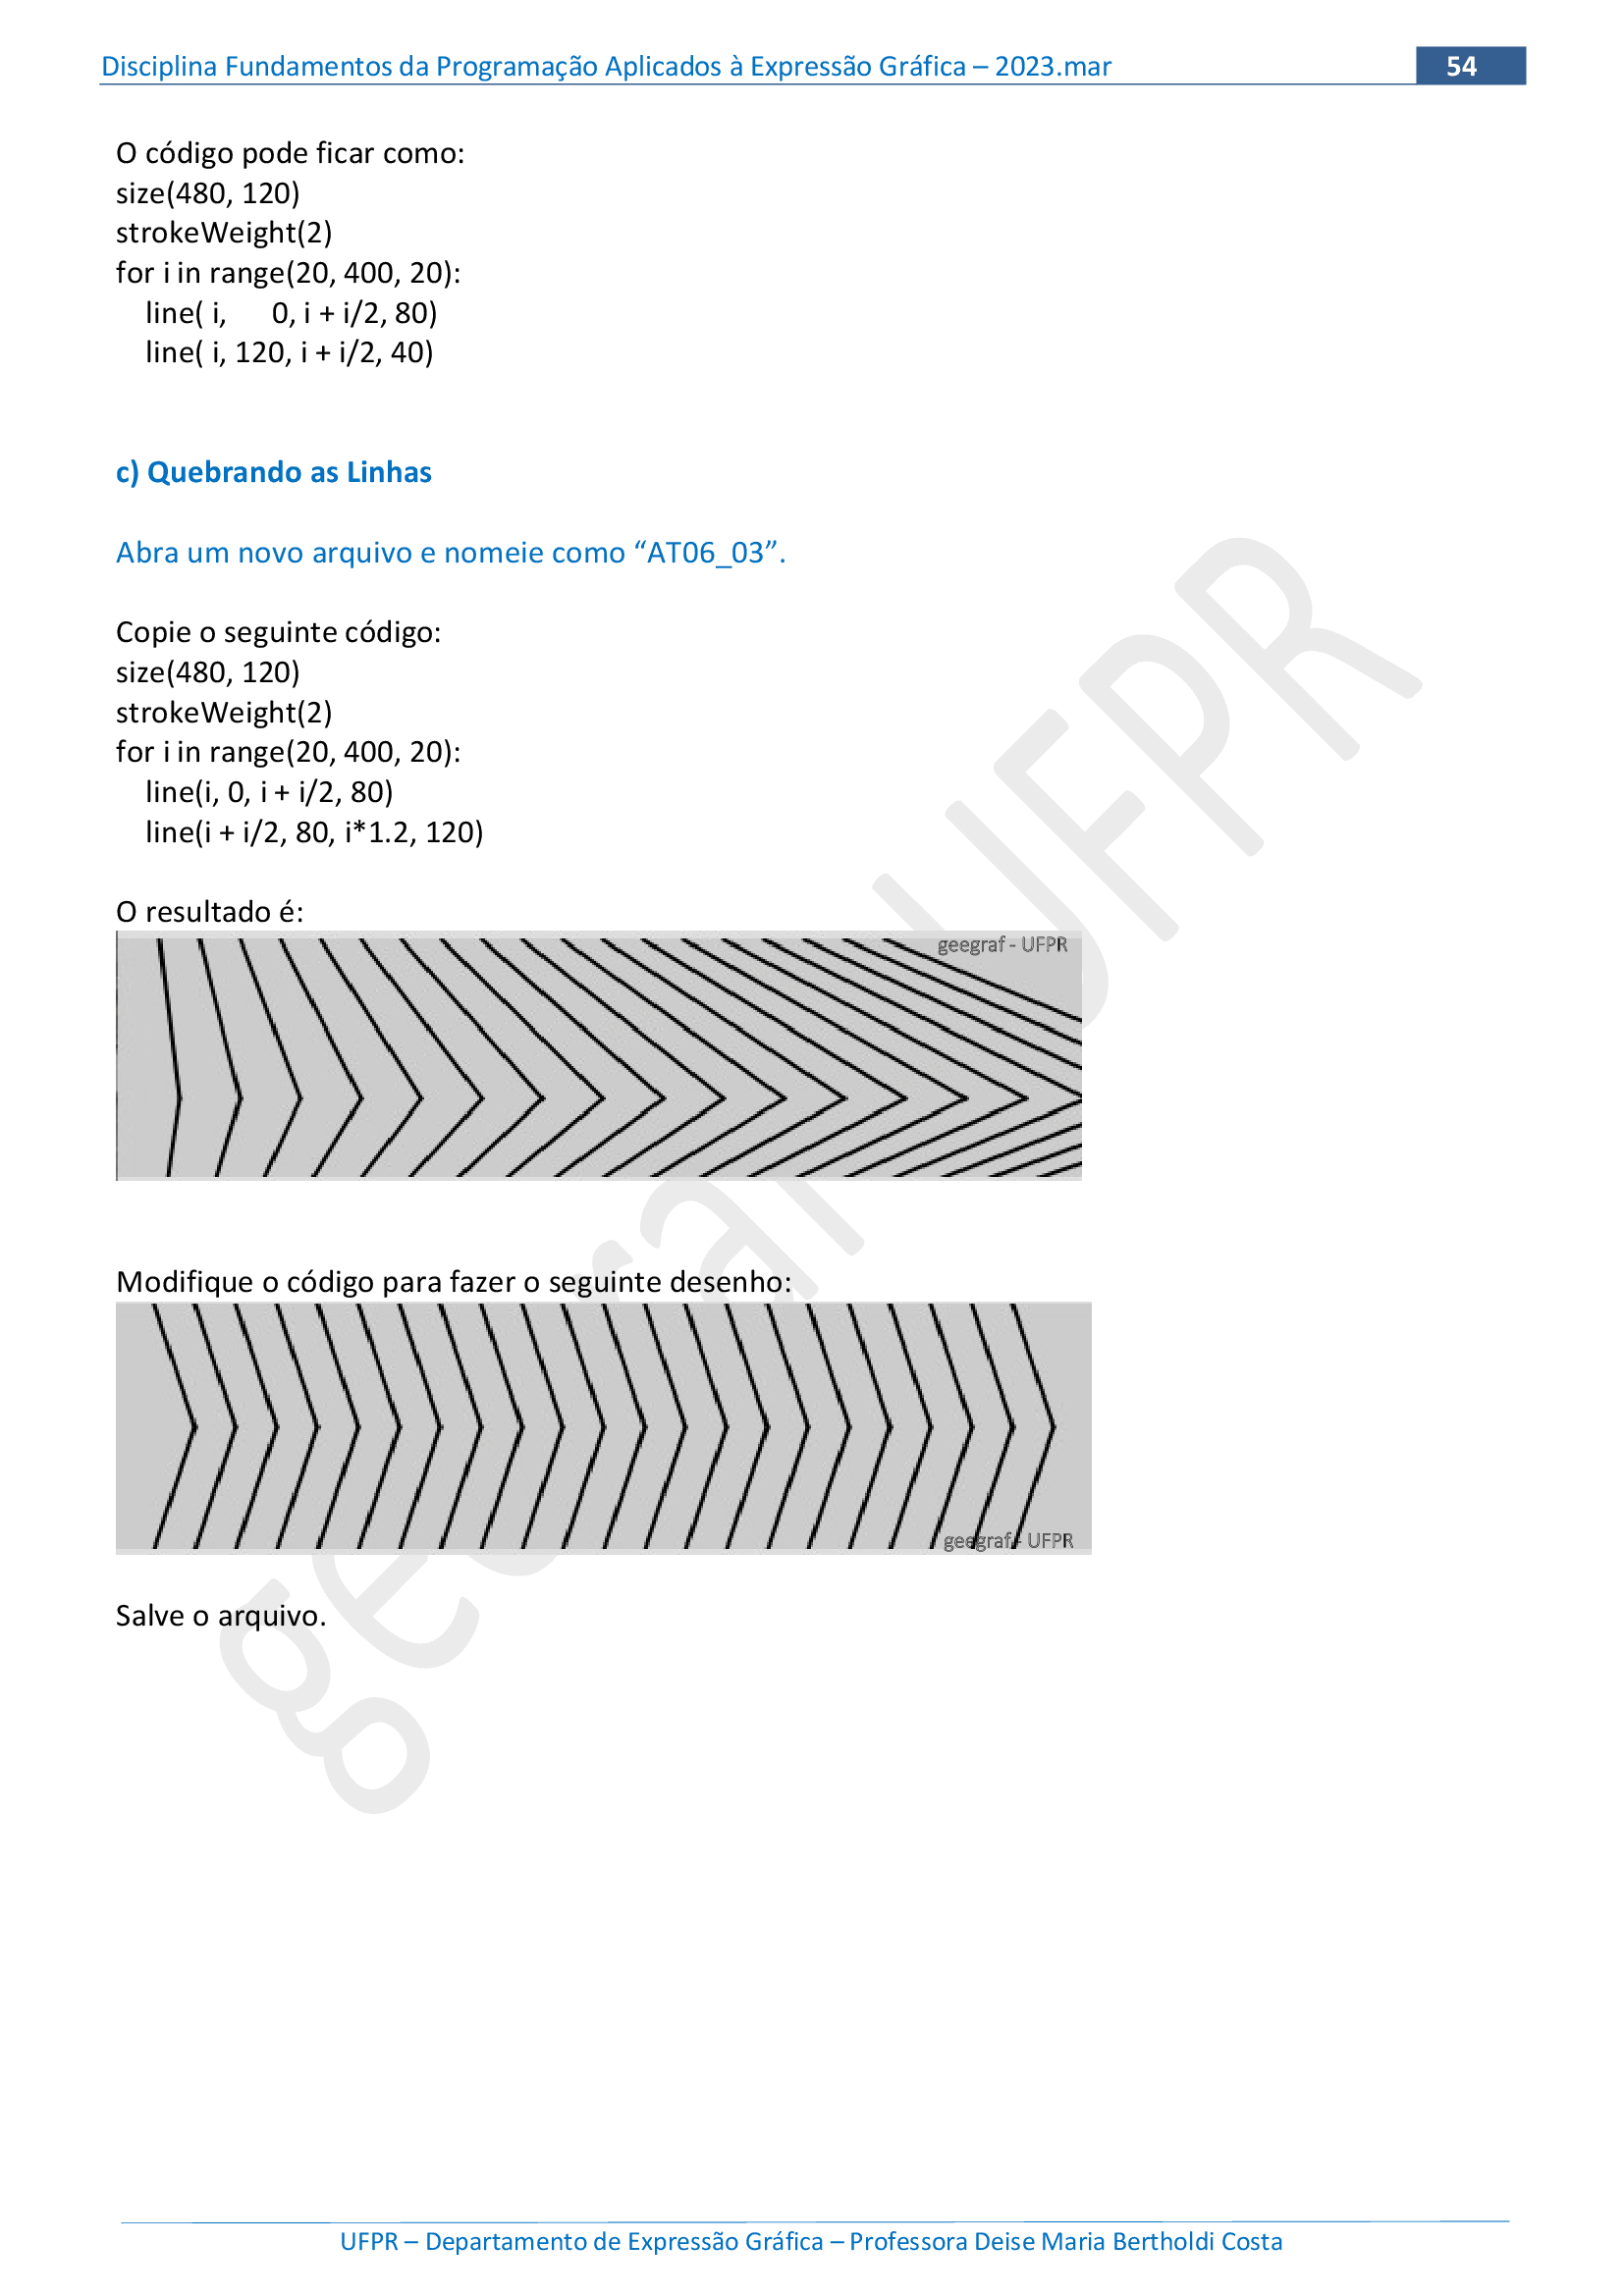 Disciplina Fundamentos da Programação Aplicados à Expressão Gráfica – 2023.mar 54
O código pode ficar como:
size(480, 120)
strokeWeight(2)
for i in range(20, 400, 20):
    line( i,      0, i + i/2, 80)
    line( i, 120, i + i/2, 40)
c) Quebrando as Linhas
Abra um novo arquivo e nomeie como “AT06_03”.
Copie o seguinte código:
size(480, 120)
strokeWeight(2)
for i in range(20, 400, 20):
    line(i, 0, i + i/2, 80)
    line(i + i/2, 80, i*1.2, 120)
O resultado é:
geegraf - UFPR
Modifique o código para fazer o seguinte desenho:
geegraf - UFPR
Salve o arquivo.
geegraf UFPR
UFPR – Departamento de Expressão Gráfica – Professora Deise Maria Bertholdi Costa